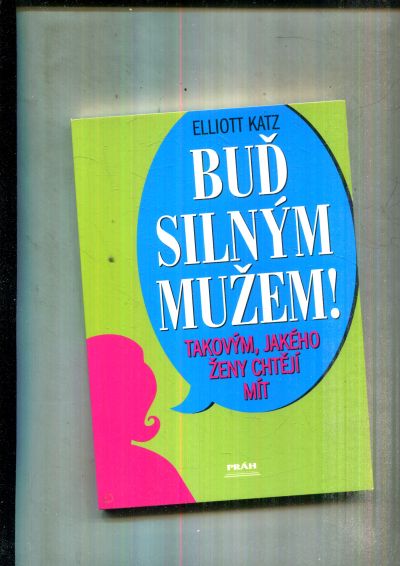 ELLIOTT KATZ
BUĎ
SILNÝM
MUŽEM!
TAKOVÝM, JAKÉHO
ŽENY CHTĚJÍ
MÍT
PRÁH